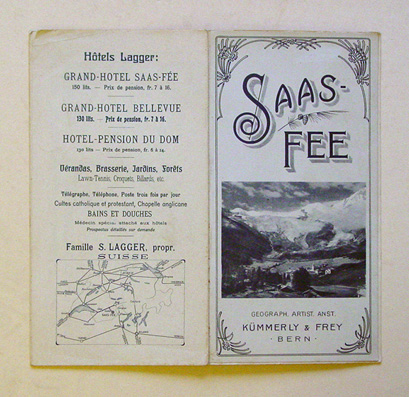 Hôtels Lagger:
GRAND-HOTEL SAAS-FÉE
150 lits. — Prix de pension, fr. 7 à 16.
GRAND-HOTEL BELLEVUE
130 lits. — Prix de pension, fr. 7 à 16.
HOTEL-PENSION DU DOM
130 lits — Prix de pension, fr. 6 à 14.
Vérandas, Brasserie, Jardins, Forêts
Lawn-Tennis, Croquets, Billards, etc.
Télégraphe, Téléphone, Poste trois fois par jour
Cultes catholique et protestant, Chapelle anglicane
BAINS ET DOUCHES
Médecin spécial attaché aux hôtels
Prospectus détaillés sur demande
Famille S. LAGGER, propr.
SUISSE
SAAS-
FEE
GEOGRAPH. ARTIST. ANST.
KÜMMERLY & FREY
· BERN ·